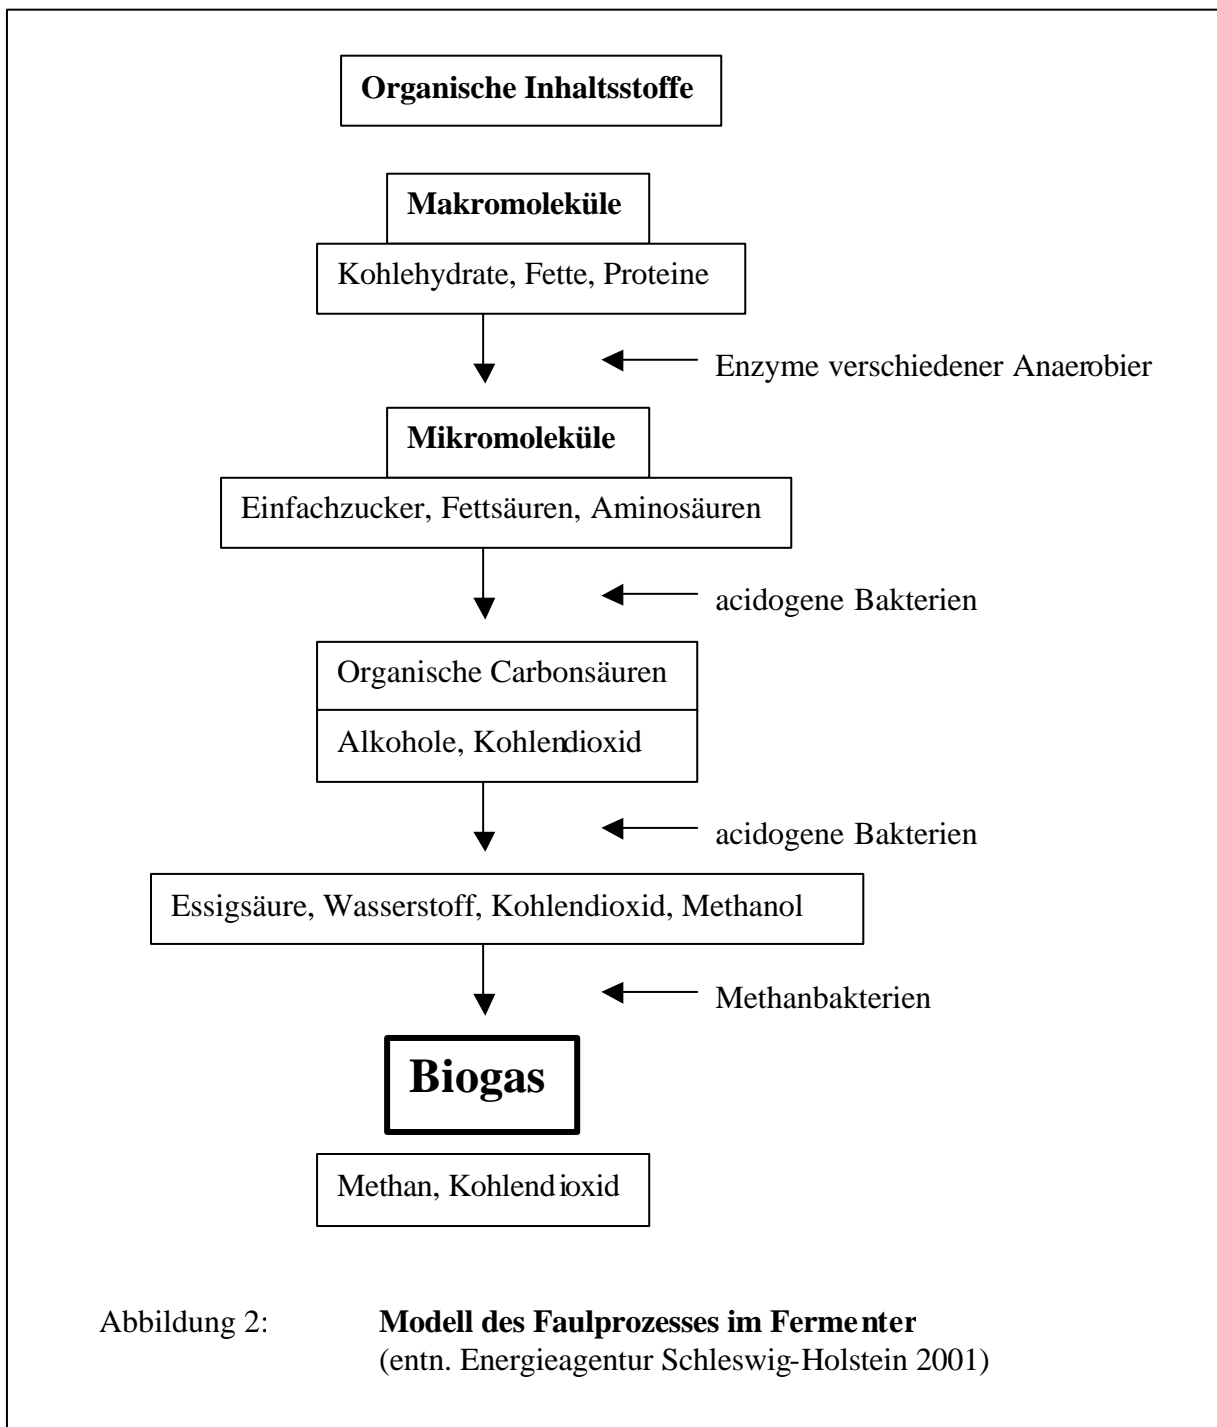 Organische Inhaltsstoffe
Makromoleküle
Kohlehydrate, Fette, Proteine
Enzyme verschiedener Anaerobier
Mikromoleküle
Einfachzucker, Fettsäuren, Aminosäuren
acidogene Bakterien
Organische Carbonsäuren
Alkohole, Kohlendioxid
acidogene Bakterien
Essigsäure, Wasserstoff, Kohlendioxid, Methanol
Methanbakterien
Biogas
Methan, Kohlendioxid
Abbildung 2: Modell des Faulprozesses im Fermenter
(entn. Energieagentur Schleswig-Holstein 2001)